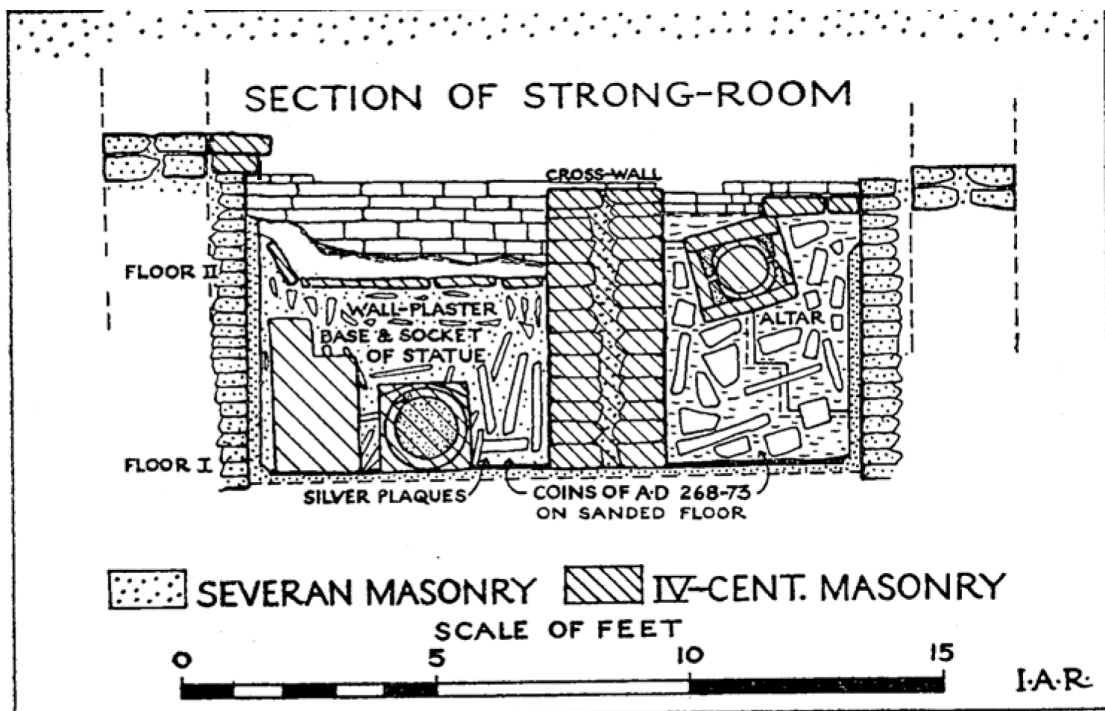 SECTION OF STRONG-ROOM
CROSS-WALL
FLOOR II
WALL-PLASTER
BASE & SOCKET
OF STATUE
ALTAR
FLOOR I
SILVER PLAQUES
COINS OF A·D 268-73
ON SANDED FLOOR
SEVERAN MASONRY
IV-CENT. MASONRY
SCALE OF FEET
0 5 10 15
I.A.R.